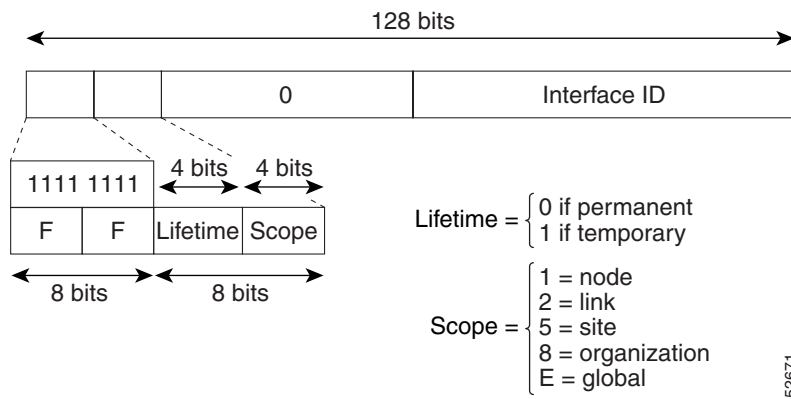 128 bits
0 Interface ID
4 bits 4 bits
1111 1111
F F Lifetime Scope
8 bits 8 bits
Lifetime = 0 if permanent
1 if temporary
Scope = 1 = node
2 = link
5 = site
8 = organization
E = global
52671